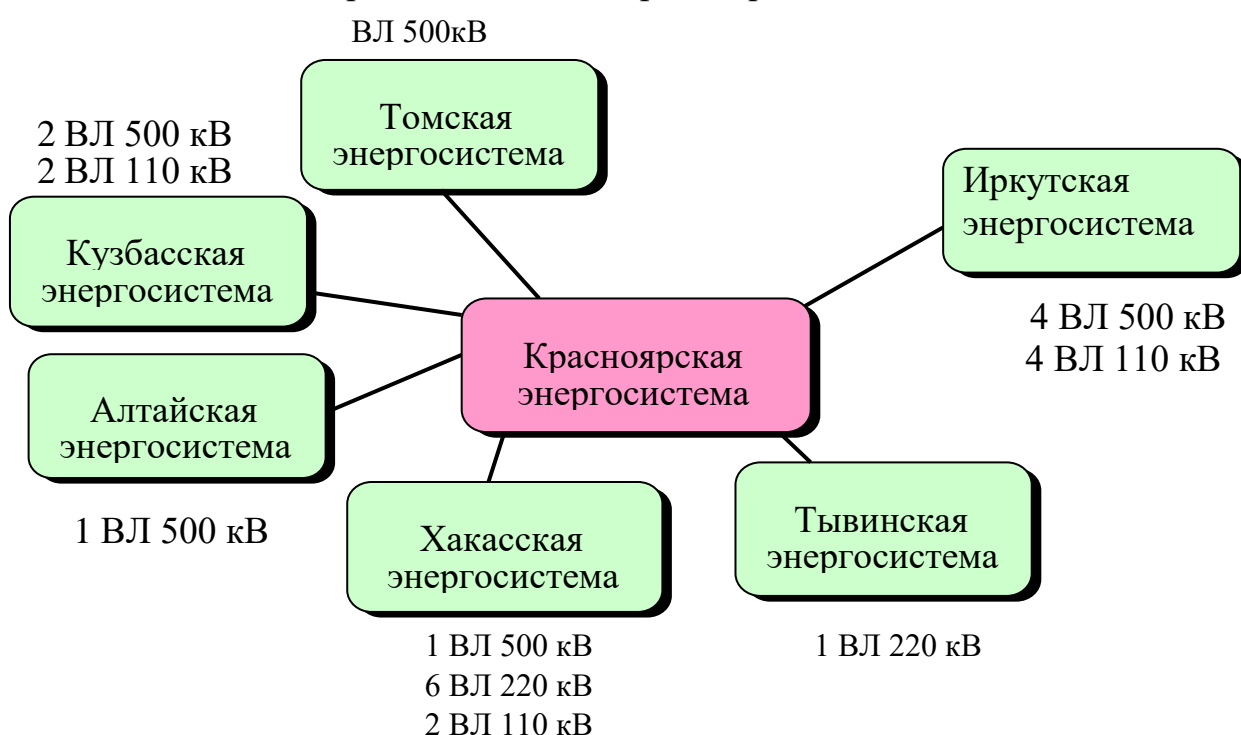 ВЛ 500кВ
Томская
энергосистема
2 ВЛ 500 кВ
2 ВЛ 110 кВ
Иркутская
энергосистема
Кузбасская
энергосистема
4 ВЛ 500 кВ
4 ВЛ 110 кВ
Красноярская
энергосистема
Алтайская
энергосистема
1 ВЛ 500 кВ
Хакасская
энергосистема
Тывинская
энергосистема
1 ВЛ 500 кВ
6 ВЛ 220 кВ
2 ВЛ 110 кВ
1 ВЛ 220 кВ